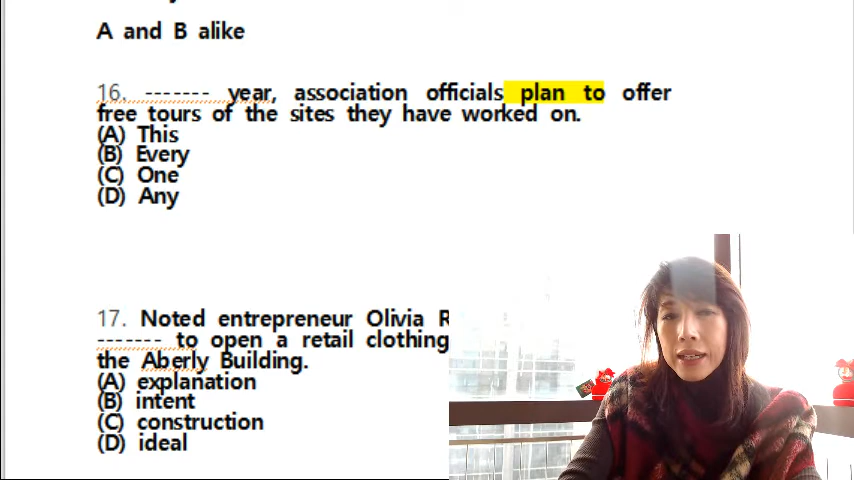 A and B alike
16. ------- year, association officials plan to offer
free tours of the sites they have worked on.
(A) This
(B) Every
(C) One
(D) Any
17. Noted entrepreneur Olivia
------- to open a retail clothing
the Aberly Building.
(A) explanation
(B) intent
(C) construction
(D) ideal